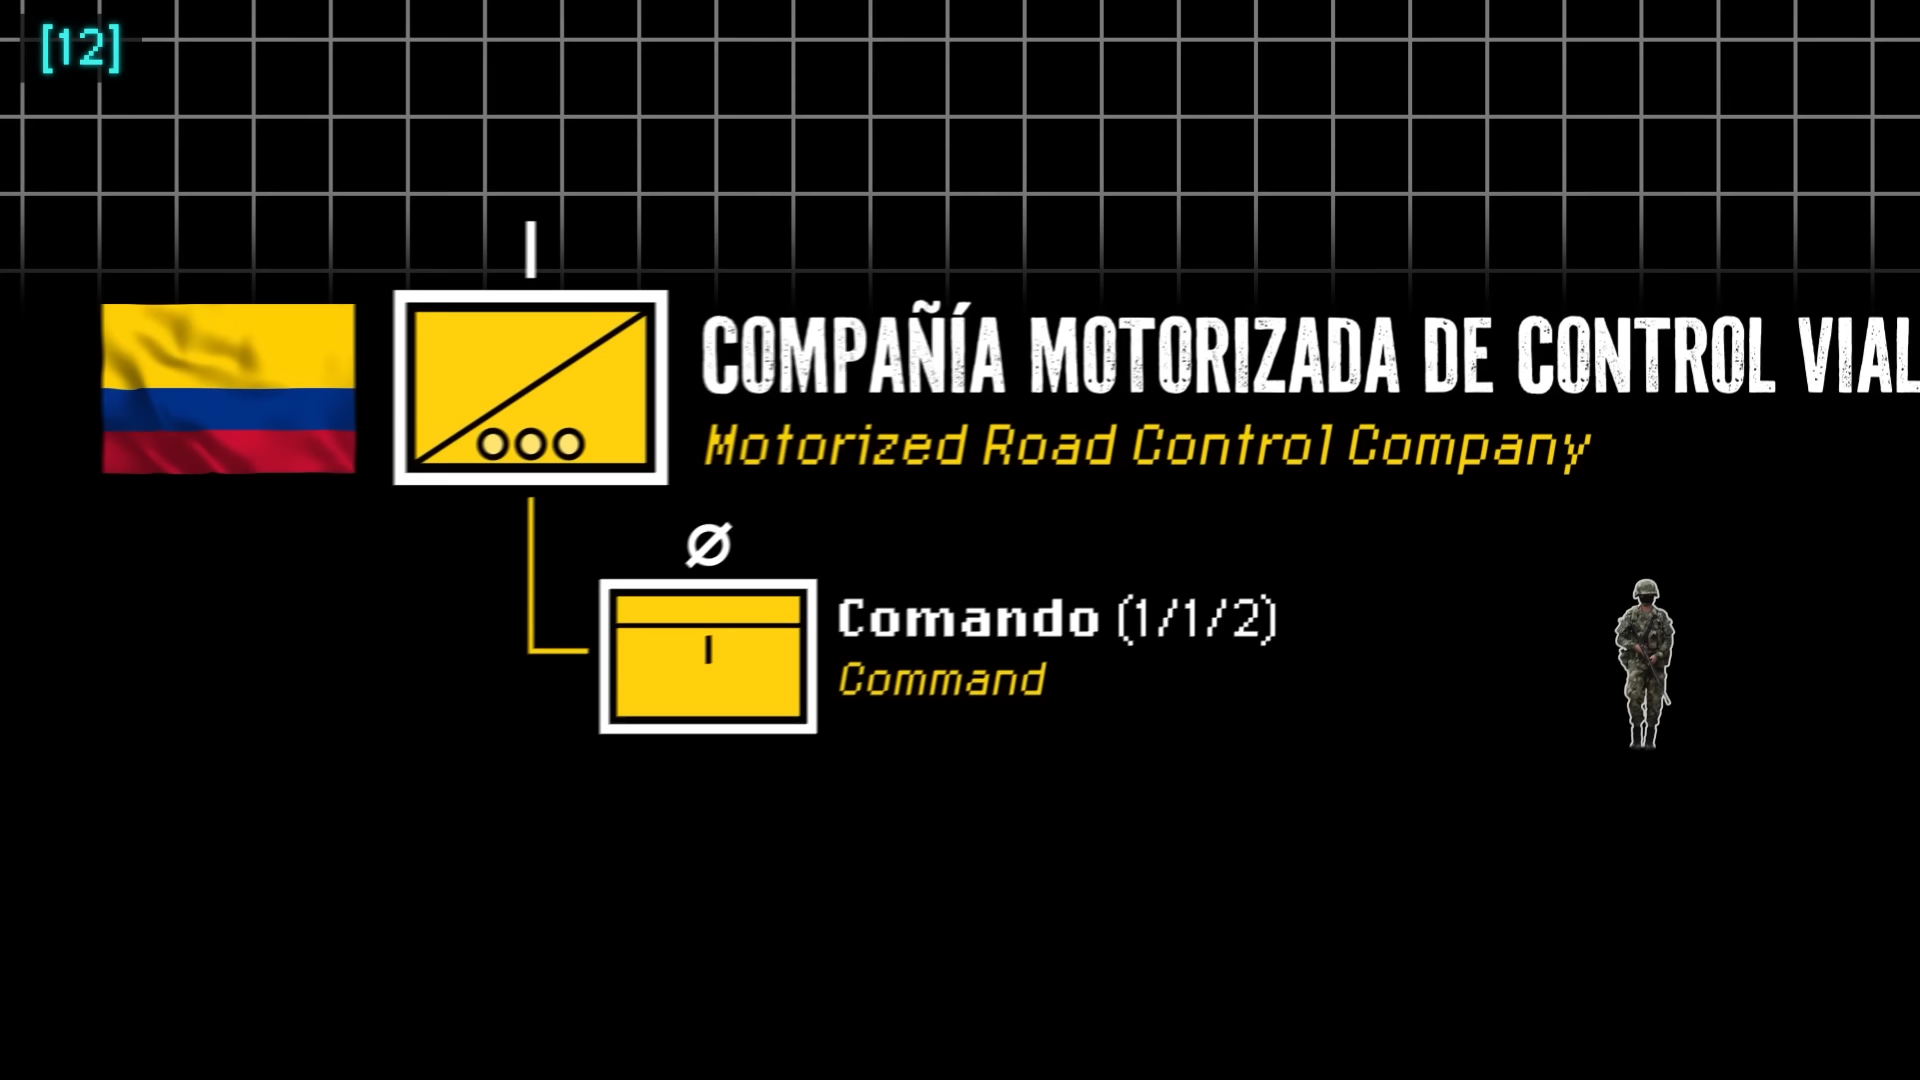 [12]
COMPAÑÍA MOTORIZADA DE CONTROL VIAL
Motorized Road Control Company
Comando (1/1/2)
Command